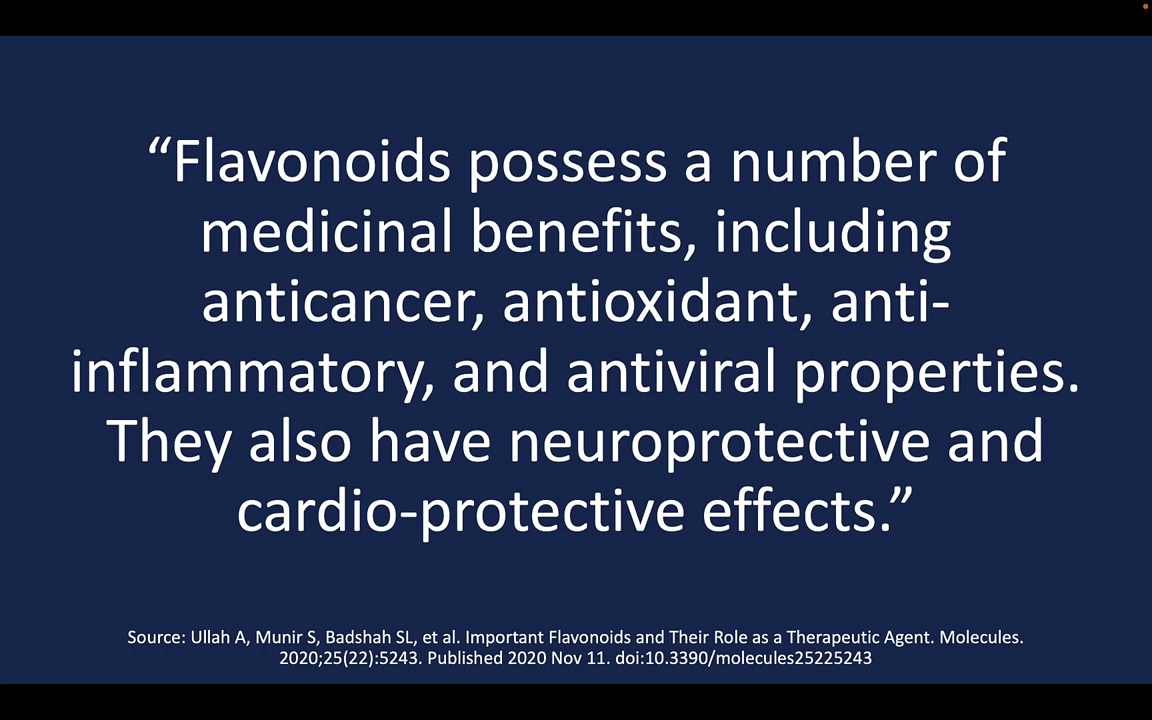 “Flavonoids possess a number of
medicinal benefits, including
anticancer, antioxidant, anti-
inflammatory, and antiviral properties.
They also have neuroprotective and
cardio-protective effects.”
Source: Ullah A, Munir S, Badshah SL, et al. Important Flavonoids and Their Role as a Therapeutic Agent. Molecules.
2020;25(22):5243. Published 2020 Nov 11. doi:10.3390/molecules25225243